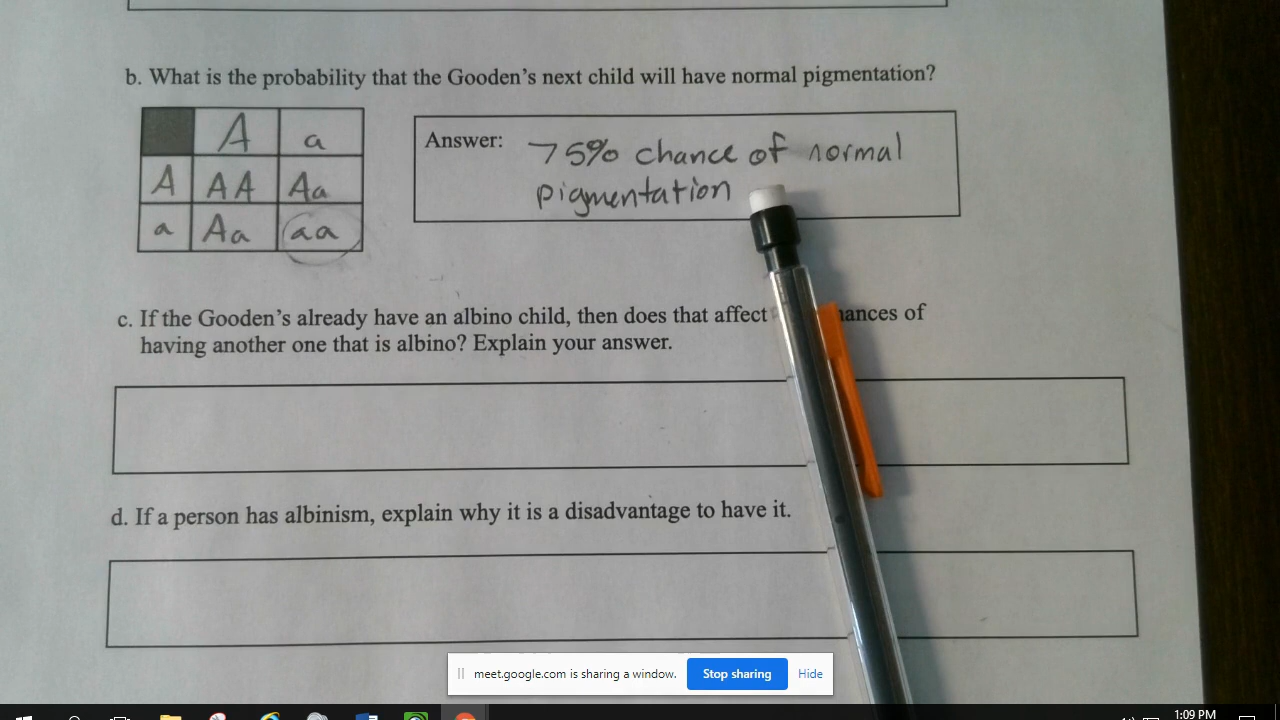 b. What is the probability that the Gooden's next child will have normal pigmentation?
A a
A AA Aa
a Aa aa
Answer: 75% chance of normal
pigmentation
c. If the Gooden's already have an albino child, then does that affect of
having another one that is albino? Explain your answer.
d. If a person has albinism, explain why it is a disadvantage to have it.
meet.google.com is sharing a window. Stop sharing Hide
1:09 PM